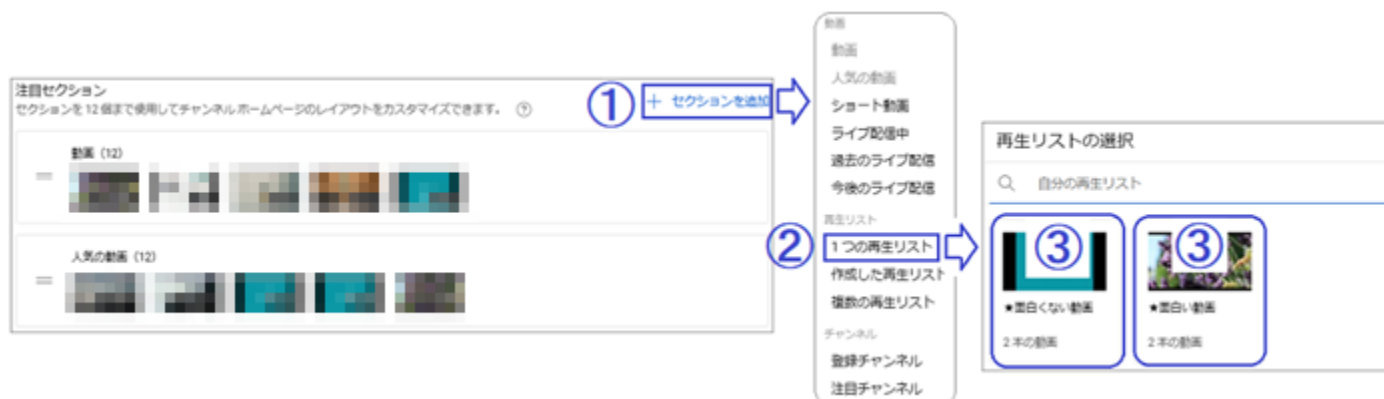 注目セクション
セクションを 12 個まで使用してチャンネル ホームページのレイアウトをカスタマイズできます。 ?
① + セクションを追加
動画 (12)
人気の動画 (12)
動画
動画
人気の動画
ショート動画
ライブ配信中
過去のライブ配信
今後のライブ配信
再生リスト
② 1 つの再生リスト
作成した再生リスト
複数の再生リスト
チャンネル
登録チャンネル
注目チャンネル
再生リストの選択
自分の再生リスト
③ ③
★面白くない動画 ★面白い動画
2 本の動画 2 本の動画